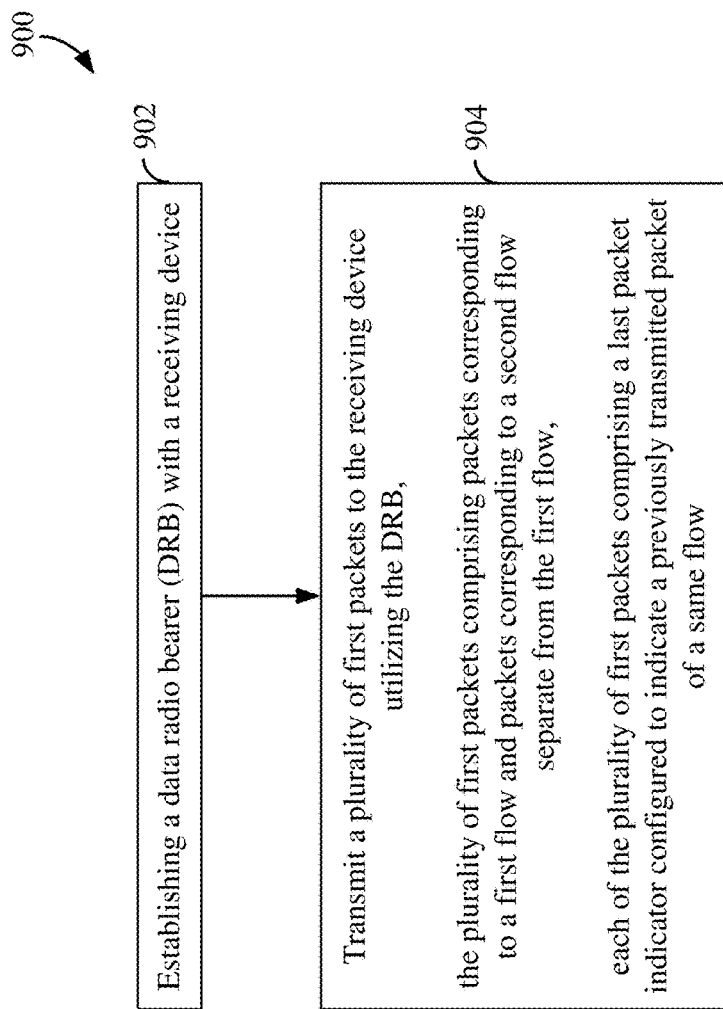 900
902
Establishing a data radio bearer (DRB) with a receiving device
904
Transmit a plurality of first packets to the receiving device
utilizing the DRB,
the plurality of first packets comprising packets corresponding
to a first flow and packets corresponding to a second flow
separate from the first flow,
each of the plurality of first packets comprising a last packet
indicator configured to indicate a previously transmitted packet
of a same flow